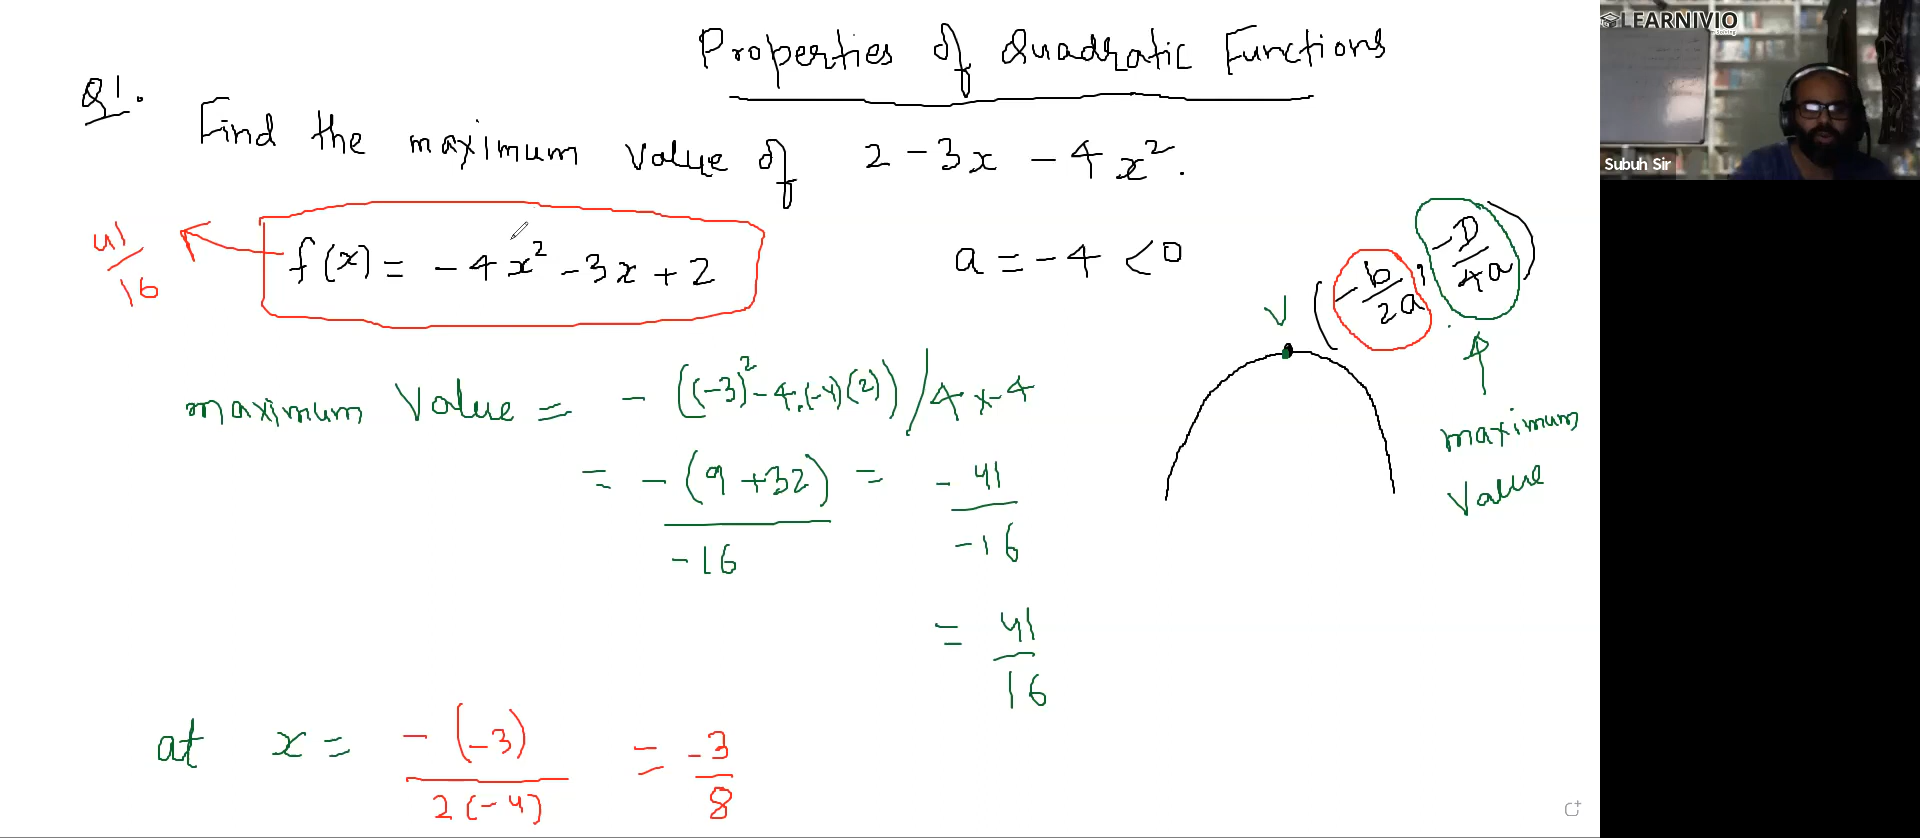 Properties of Quadratic Functions
Q1. Find the maximum value of 2 - 3x - 4x².
41/16
f(x) = -4x² - 3x + 2
a = -4 < 0
(-b/2a, -D/4a)
V
maximum
value
maximum value = - ((-3)² - 4.(-4)(2)) / 4 x -4
= -(9 + 32)/-16 = -41/-16
= 41/16
at x = -(-3)/2(-4) = -3/8
LEARNIVIO
Subuh Sir